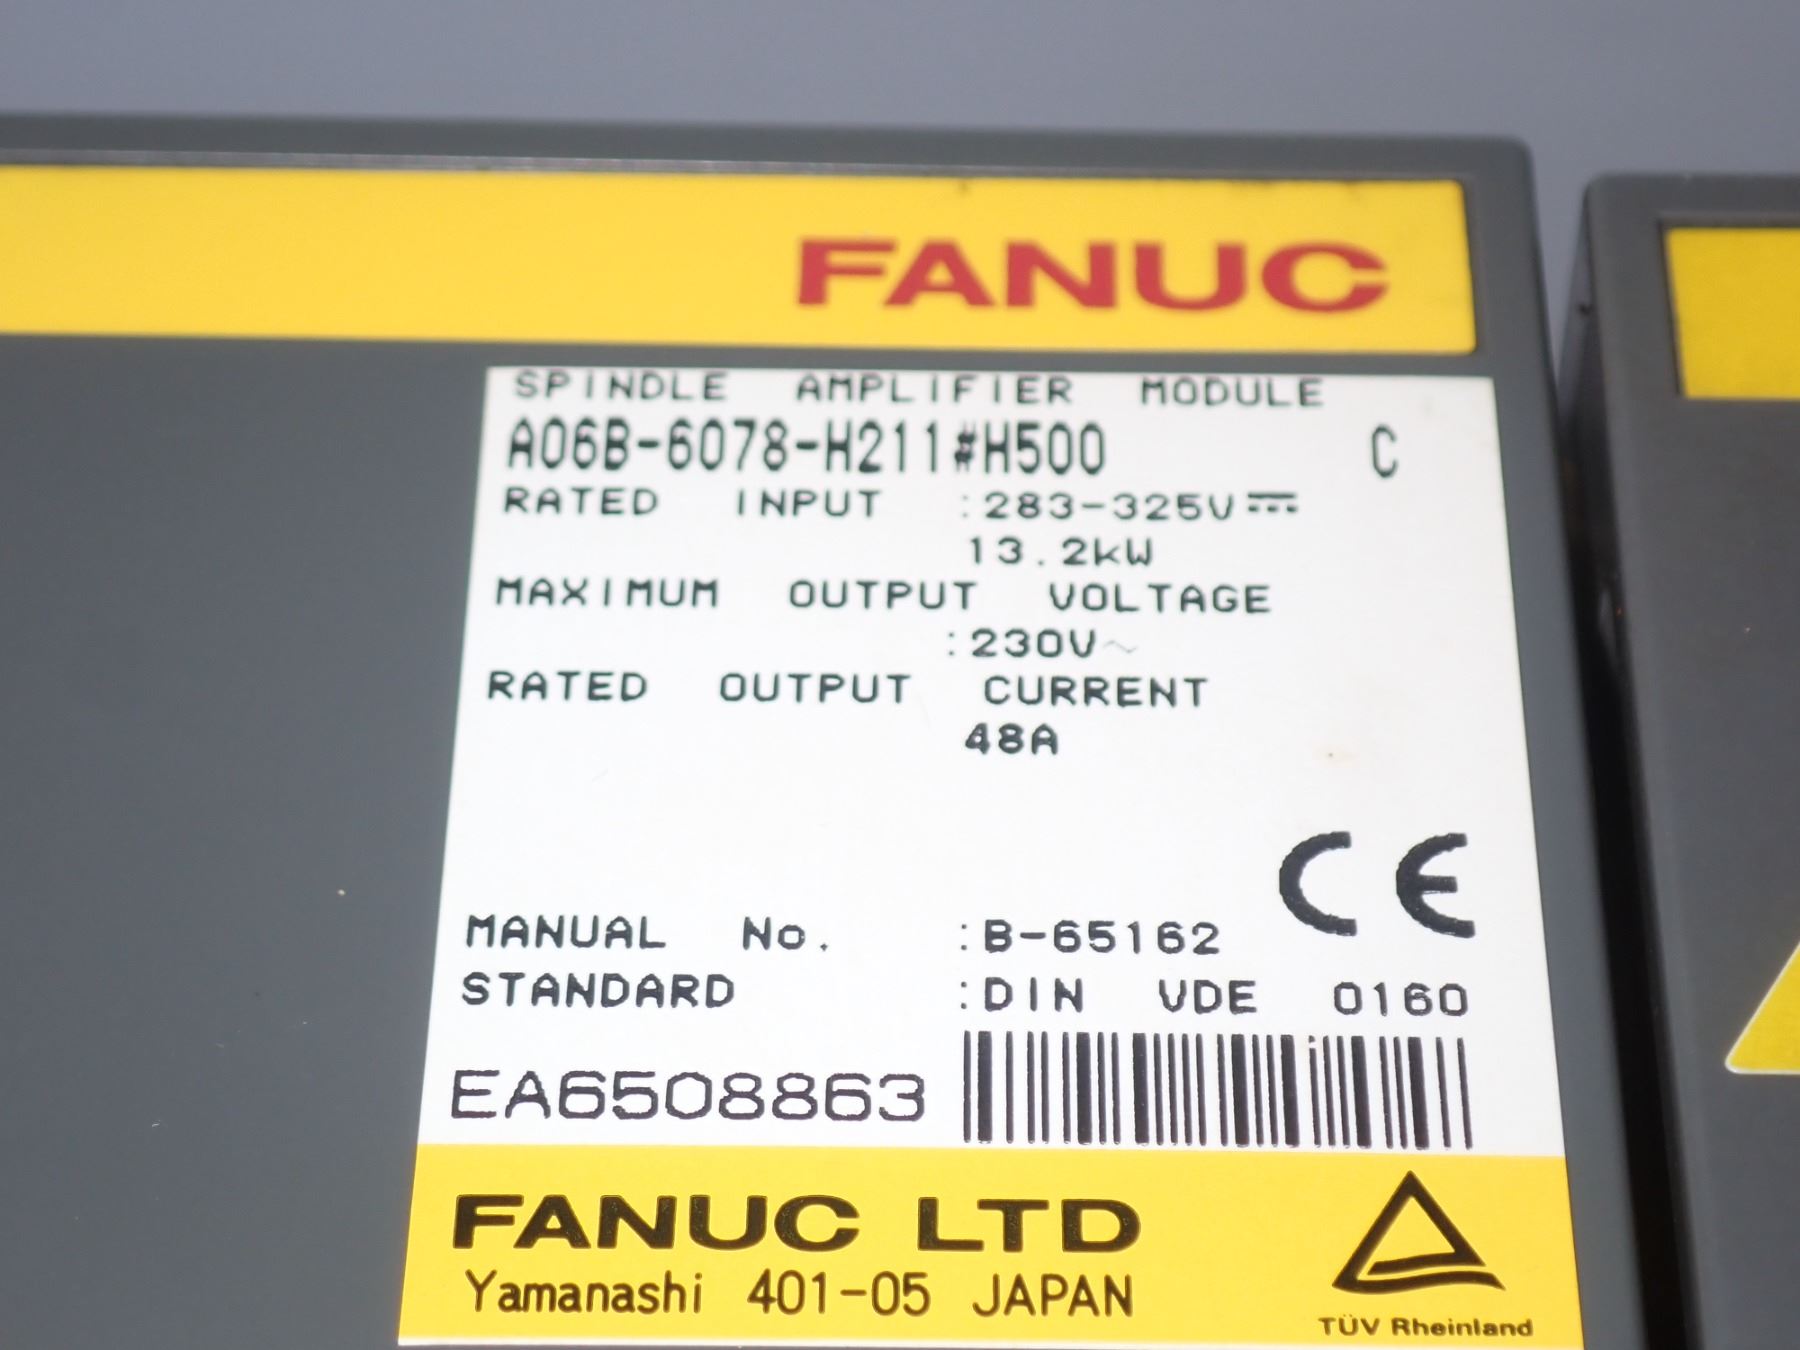 FANUC
SPINDLE AMPLIFIER MODULE
A06B-6078-H211#H500 C
RATED INPUT :283-325V⎓
13.2kW
MAXIMUM OUTPUT VOLTAGE
:230V~
RATED OUTPUT CURRENT
48A
CE
MANUAL No. :B-65162
STANDARD :DIN VDE 0160
EA6508863
FANUC LTD
Yamanashi 401-05 JAPAN
TÜV Rheinland